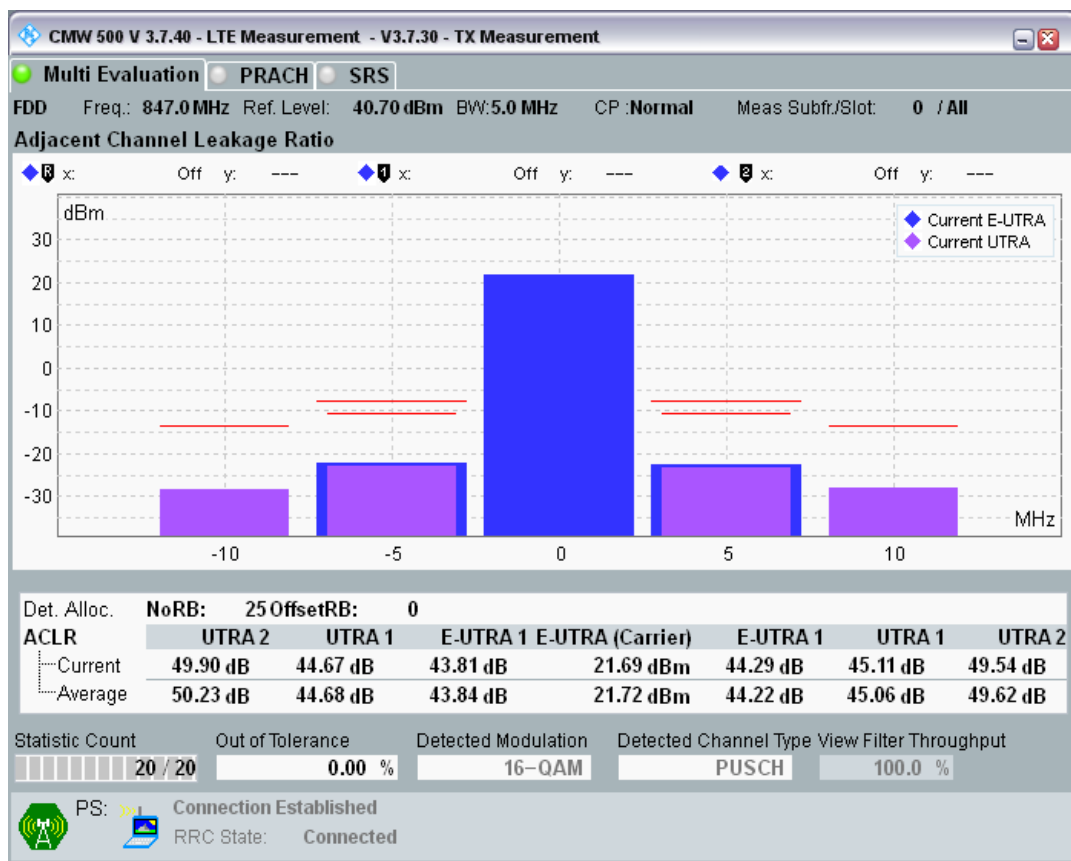 CMW 500 V 3.7.40 - LTE Measurement - V3.7.30 - TX Measurement
Multi Evaluation PRACH SRS
FDD Freq.: 847.0 MHz Ref. Level: 40.70 dBm BW:5.0 MHz CP :Normal Meas Subfr./Slot: 0 / All
Adjacent Channel Leakage Ratio
R x: Off y: --- 1 x: Off y: --- 2 x: Off y: ---
dBm
Current E-UTRA
Current UTRA
30
20
10
0
-10
-20
-30
MHz
-10 -5 0 5 10
Det. Alloc. NoRB: 25 OffsetRB: 0
ACLR UTRA 2 UTRA 1 E-UTRA 1 E-UTRA (Carrier) E-UTRA 1 UTRA 1 UTRA 2
Current 49.90 dB 44.67 dB 43.81 dB 21.69 dBm 44.29 dB 45.11 dB 49.54 dB
Average 50.23 dB 44.68 dB 43.84 dB 21.72 dBm 44.22 dB 45.06 dB 49.62 dB
Statistic Count Out of Tolerance Detected Modulation Detected Channel Type View Filter Throughput
20 / 20 0.00 % 16-QAM PUSCH 100.0 %
PS: Connection Established
RRC State: Connected